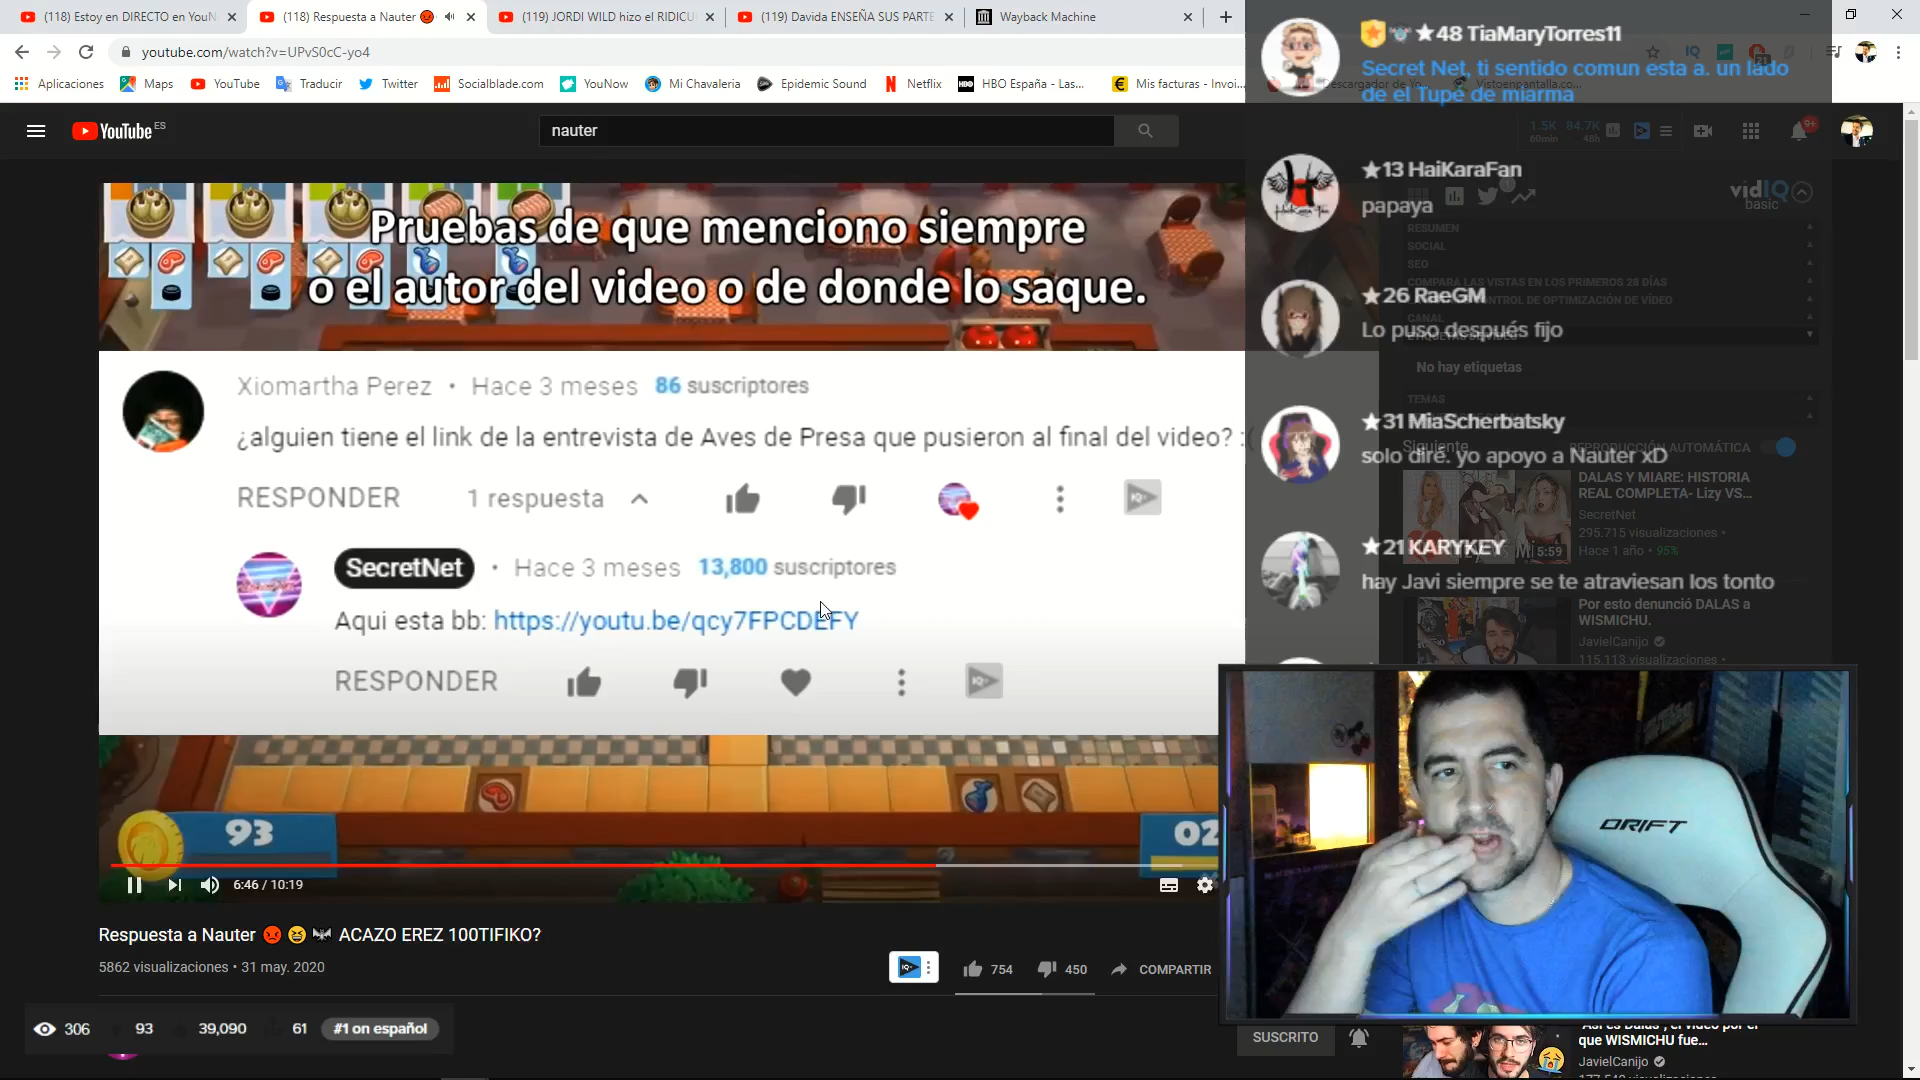 (118) Estoy en DIRECTO en YouN
(118) Respuesta a Nauter
(119) JORDI WILD hizo el RIDICU
(119) Davida ENSEÑA SUS PARTE
Wayback Machine
youtube.com/watch?v=UPvS0cC-yo4
Aplicaciones
Maps
YouTube
Traducir
Twitter
Socialblade.com
YouNow
Mi Chavaleria
Epidemic Sound
Netflix
HBO España - Las...
Mis facturas - Invoi...
Descargador de Yo...
Vistoenpantalla.co...
★48 TiaMaryTorres11
Secret Net, ti sentido comun esta a. un lado
de el Tupe de miarma
YouTube ES
nauter
1.5K 84.7K
60min 48h
9+
★13 HaiKaraFan
papaya
vidIQ
basic
RESUMEN
SOCIAL
SEO
COMPARA LAS VISTAS EN LOS PRIMEROS 28 DÍAS
CONTROL DE OPTIMIZACIÓN DE VÍDEO
CANAL
★26 RaeGM
Lo puso después fijo
No hay etiquetas
TEMAS
★31 MiaScherbatsky
solo diré. yo apoyo a Nauter xD
Siguiente
REPRODUCCIÓN AUTOMÁTICA
DALAS Y MIARE: HISTORIA
REAL COMPLETA- Lizy VS...
SecretNet
295.715 visualizaciones •
Hace 1 año • 95%
5:59
★21 KARYKEY
hay Javi siempre se te atraviesan los tonto
Por esto denunció DALAS a
WISMICHU.
JavielCanijo
115.113 visualizaciones •
Pruebas de que menciono siempre
o el autor del video o de donde lo saque.
Xiomartha Perez • Hace 3 meses 86 suscriptores
¿alguien tiene el link de la entrevista de Aves de Presa que pusieron al final del video? :(
RESPONDER 1 respuesta
SecretNet • Hace 3 meses 13,800 suscriptores
Aqui esta bb: https://youtu.be/qcy7FPCDEFY
RESPONDER
93
02
6:46 / 10:19
DRIFT
Respuesta a Nauter ACAZO EREZ 100TIFIKO?
5862 visualizaciones • 31 may. 2020
754
450
COMPARTIR
306 93 39,090 61 #1 on español
SUSCRITO
que WISMICHU fue...
JavielCanijo